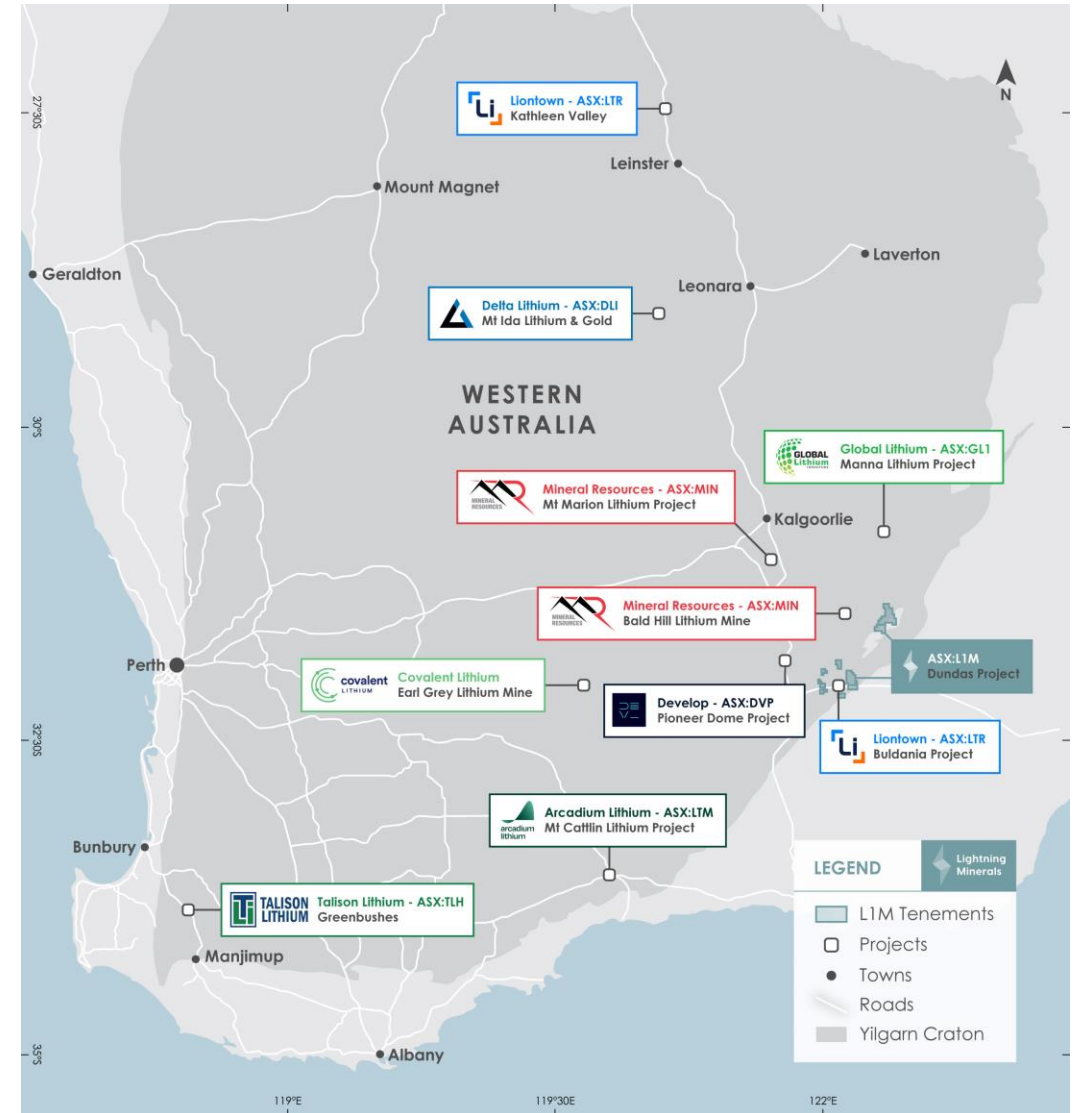 N
27°30S
Liontown - ASX:LTR
Kathleen Valley
Li
Leinster
Mount Magnet
Laverton
Geraldton
Leonara
Delta Lithium - ASX:DLI
Mt Ida Lithium & Gold
WESTERN
AUSTRALIA
30°S
GLOBAL
Lithium
Global Lithium - ASX:GL1
Manna Lithium Project
MINERAL
RESOURCES
Mineral Resources - ASX:MIN
Mt Marion Lithium Project
Kalgoorlie
MINERAL
RESOURCES
Mineral Resources - ASX:MIN
Bald Hill Lithium Mine
Perth
ASX:L1M
Dundas Project
covalent
LITHIUM
Covalent Lithium
Earl Grey Lithium Mine
Develop - ASX:DVP
Pioneer Dome Project
32°30S
Li
Liontown - ASX:LTR
Buldania Project
arcadium
lithium
Arcadium Lithium - ASX:LTM
Mt Cattlin Lithium Project
Bunbury
LEGEND
Lightning
Minerals
TALISON
LITHIUM
Talison Lithium - ASX:TLH
Greenbushes
L1M Tenements
Projects
Manjimup
Towns
Roads
Yilgarn Craton
35°S
Albany
119°E
119°30E
122°E